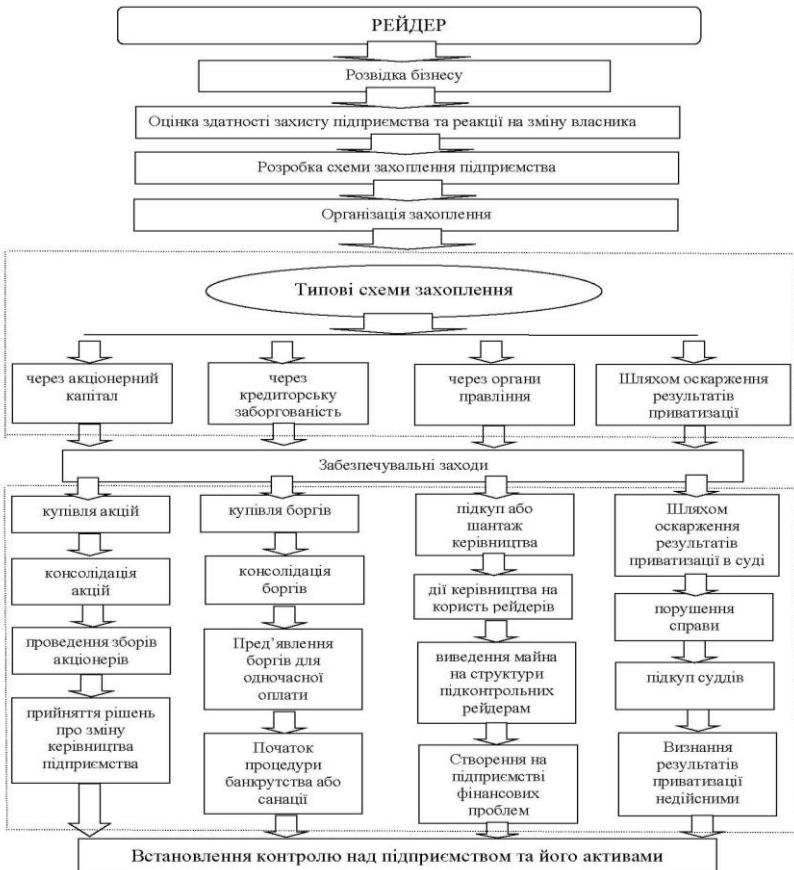 РЕЙДЕР
Розвідка бізнесу
Оцінка здатності захисту підприємства та реакції на зміну власника
Розробка схеми захоплення підприємства
Організація захоплення
Типові схеми захоплення
через акціонерний
капітал
через
кредиторську
заборгованість
через органи
правління
Шляхом оскарження
результатів
приватизації
Забезпечувальні заходи
купівля акцій
консолідація
акцій
проведення зборів
акціонерів
прийняття рішень
про зміну
керівництва
підприємства
купівля боргів
консолідація
боргів
Пред’явлення
боргів для
одночасної
оплати
Початок
процедури
банкрутства або
санації
підкуп або
шантаж
керівництва
дії керівництва на
користь рейдерів
виведення майна
на структури
підконтрольних
рейдерам
Створення на
підприємстві
фінансових
проблем
Шляхом
оскарження
результатів
приватизації в суді
порушення
справи
підкуп суддів
Визнання
результатів
приватизації
недійсними
Встановлення контролю над підприємством та його активами